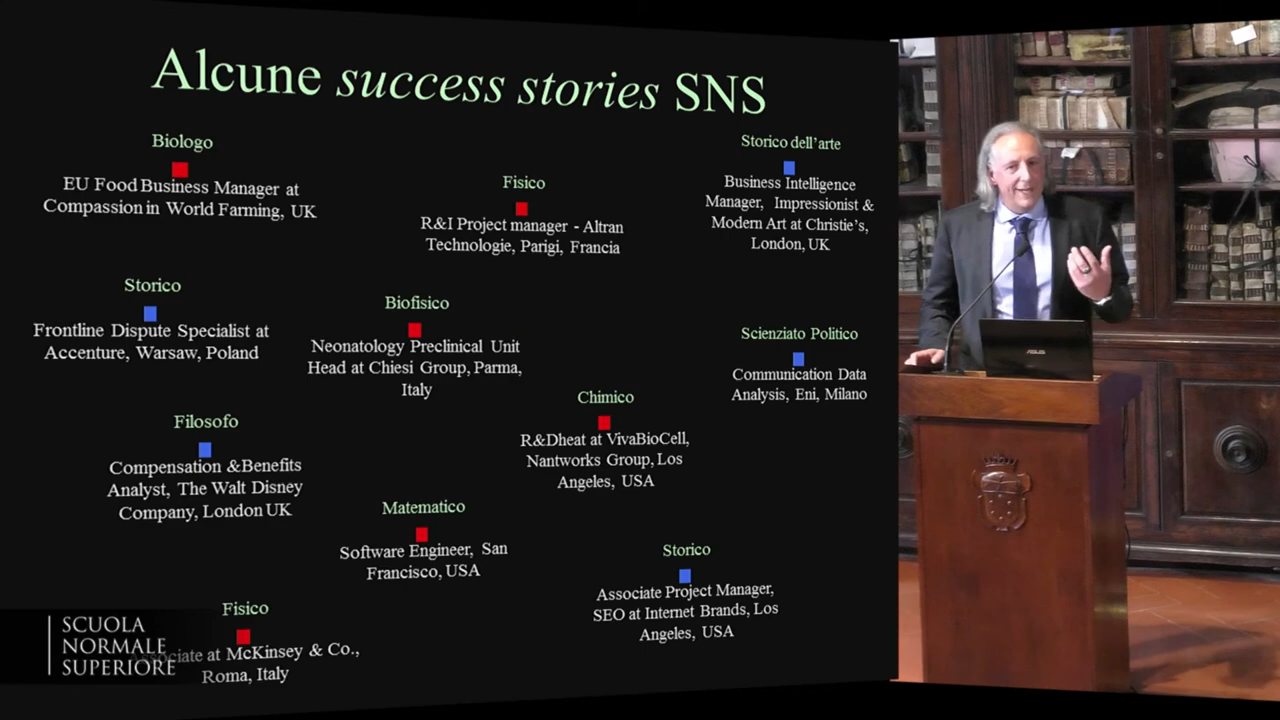 Alcune success stories SNS
Biologo
EU Food Business Manager at
Compassion in World Farming, UK
Fisico
R&I Project manager - Altran
Technologie, Parigi, Francia
Storico dell'arte
Business Intelligence
Manager, Impressionist &
Modern Art at Christie's,
London, UK
Storico
Frontline Dispute Specialist at
Accenture, Warsaw, Poland
Biofisico
Neonatology Preclinical Unit
Head at Chiesi Group, Parma,
Italy
Scienziato Politico
Communication Data
Analysis, Eni, Milano
Chimico
R&Dheat at VivaBioCell,
Nantworks Group, Los
Angeles, USA
Filosofo
Compensation &Benefits
Analyst, The Walt Disney
Company, London UK
Matematico
Software Engineer, San
Francisco, USA
Storico
Associate Project Manager,
SEO at Internet Brands, Los
Angeles, USA
Fisico
Associate at McKinsey & Co.,
Roma, Italy
SCUOLA
NORMALE
SUPERIORE
ASUS